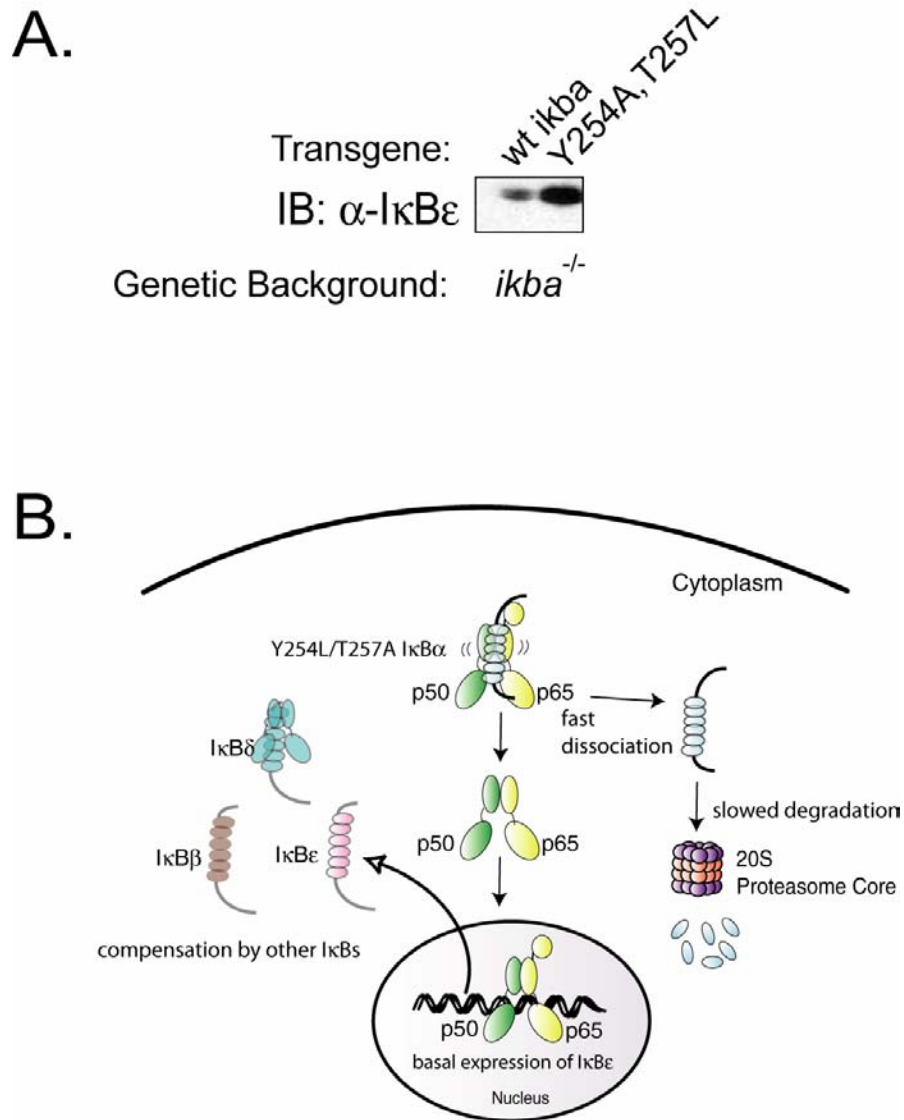 A.
Transgene:
wt ikba
Y254A, T257L
IB: α-IκBε
Genetic Background:
ikba-/-
B.
Cytoplasm
Y254L/T257A IκBα
(( ))
p50
p65
fast
dissociation
IκBδ
slowed degradation
IκBβ
IκBε
p50
p65
20S
Proteasome Core
compensation by other IκBs
p50
p65
basal expression of IκBε
Nucleus